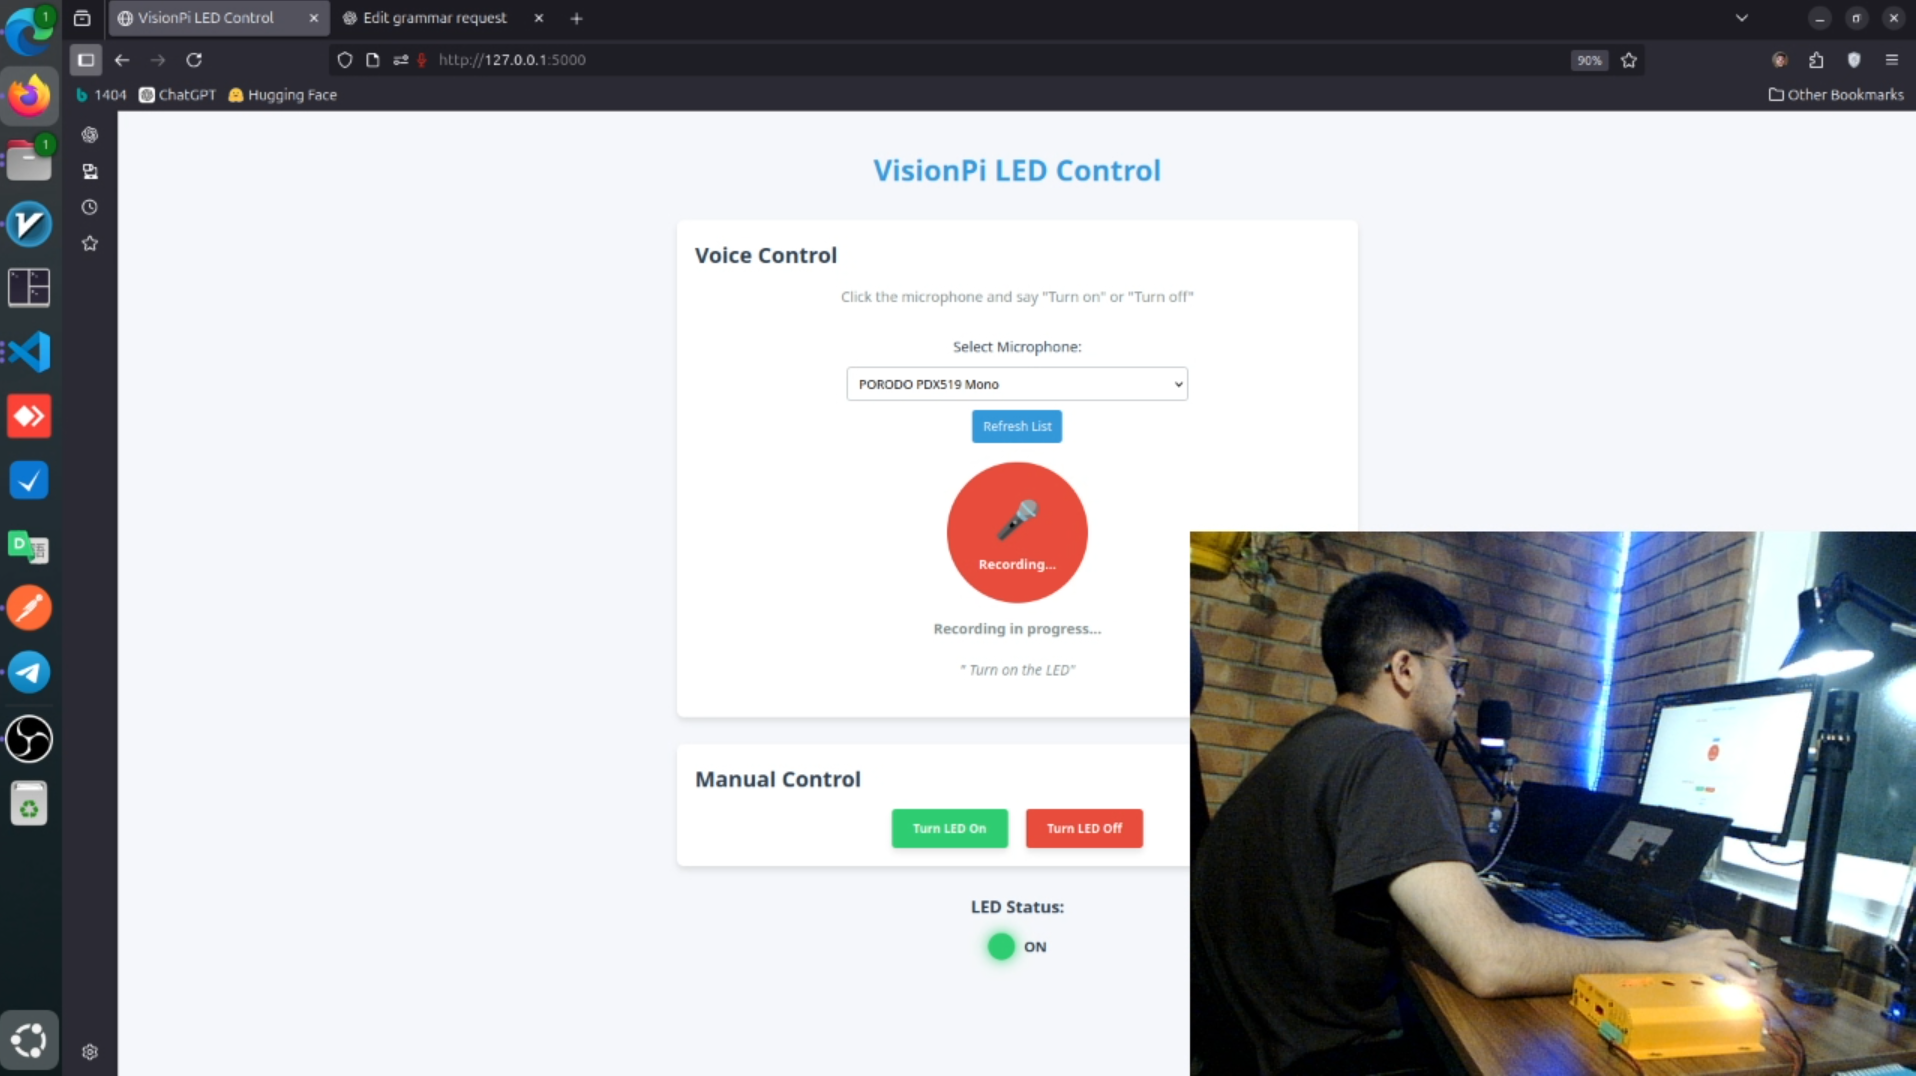 1
VisionPi LED Control
Edit grammar request
http://127.0.0.1:5000
90%
1404
ChatGPT
Hugging Face
Other Bookmarks
1
VisionPi LED Control
Voice Control
Click the microphone and say "Turn on" or "Turn off"
Select Microphone:
PORODO PDX519 Mono
Refresh List
Recording...
Recording in progress...
" Turn on the LED"
Manual Control
Turn LED On
Turn LED Off
LED Status:
ON